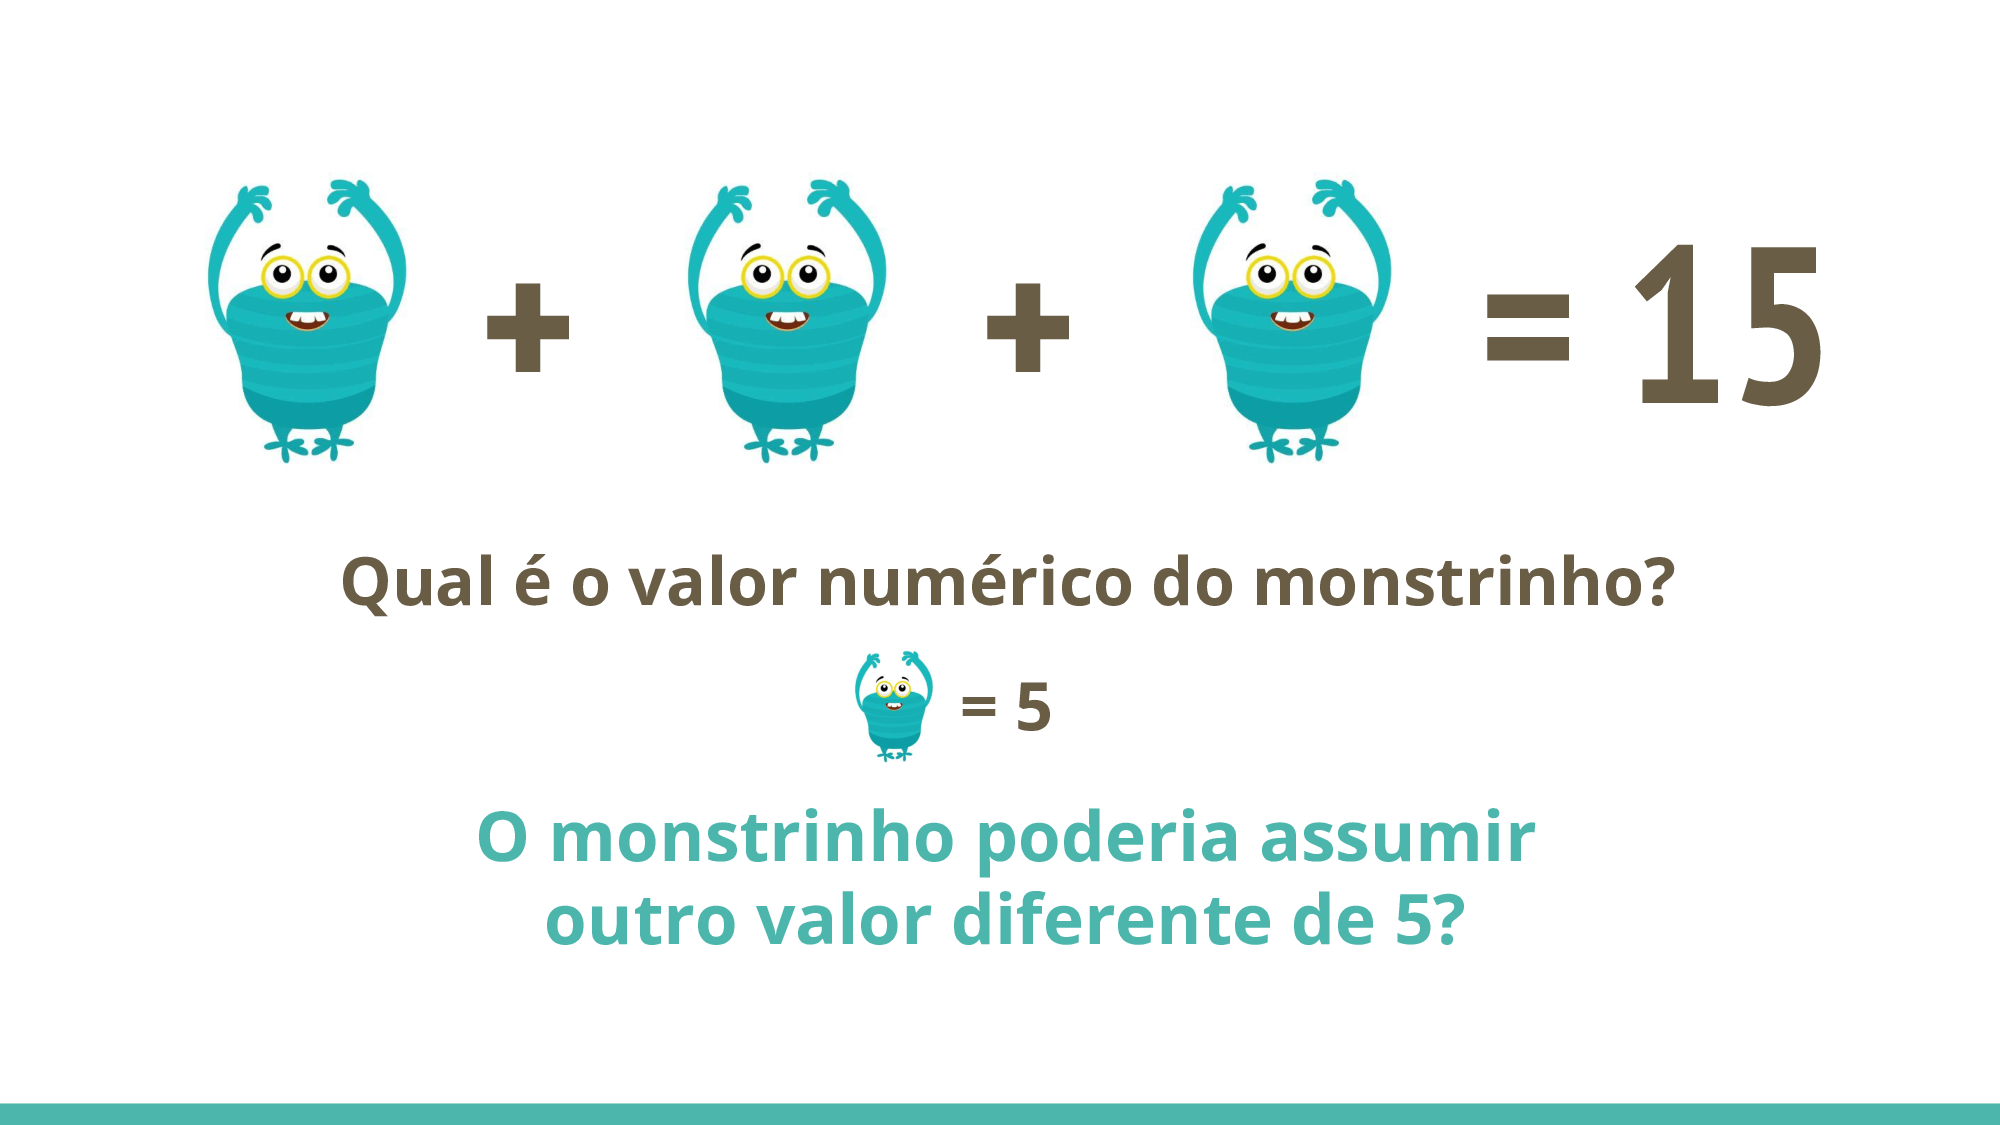 + + = 15
Qual é o valor numérico do monstrinho?
= 5
O monstrinho poderia assumir
outro valor diferente de 5?